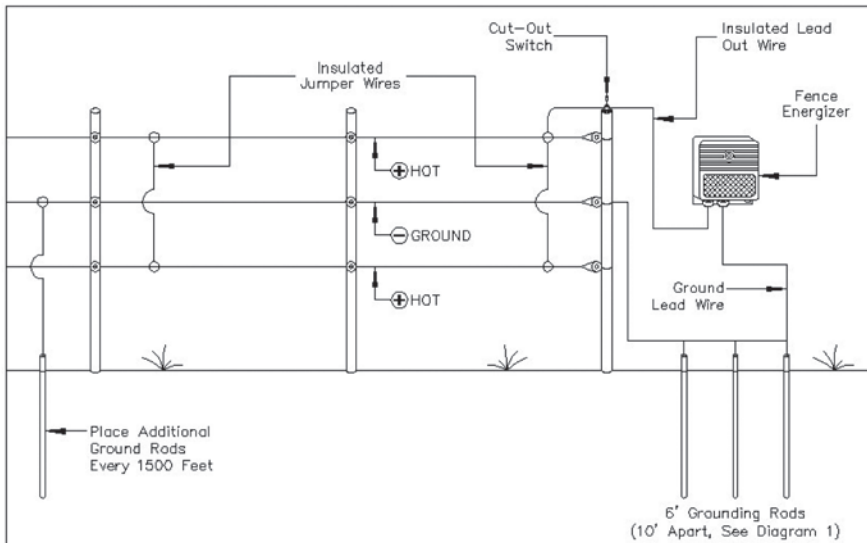 Cut-Out
Switch
Insulated Lead
Out Wire
Insulated
Jumper Wires
Fence
Energizer
+ HOT
- GROUND
+ HOT
Ground
Lead Wire
Place Additional
Ground Rods
Every 1500 Feet
6' Grounding Rods
(10' Apart, See Diagram 1)